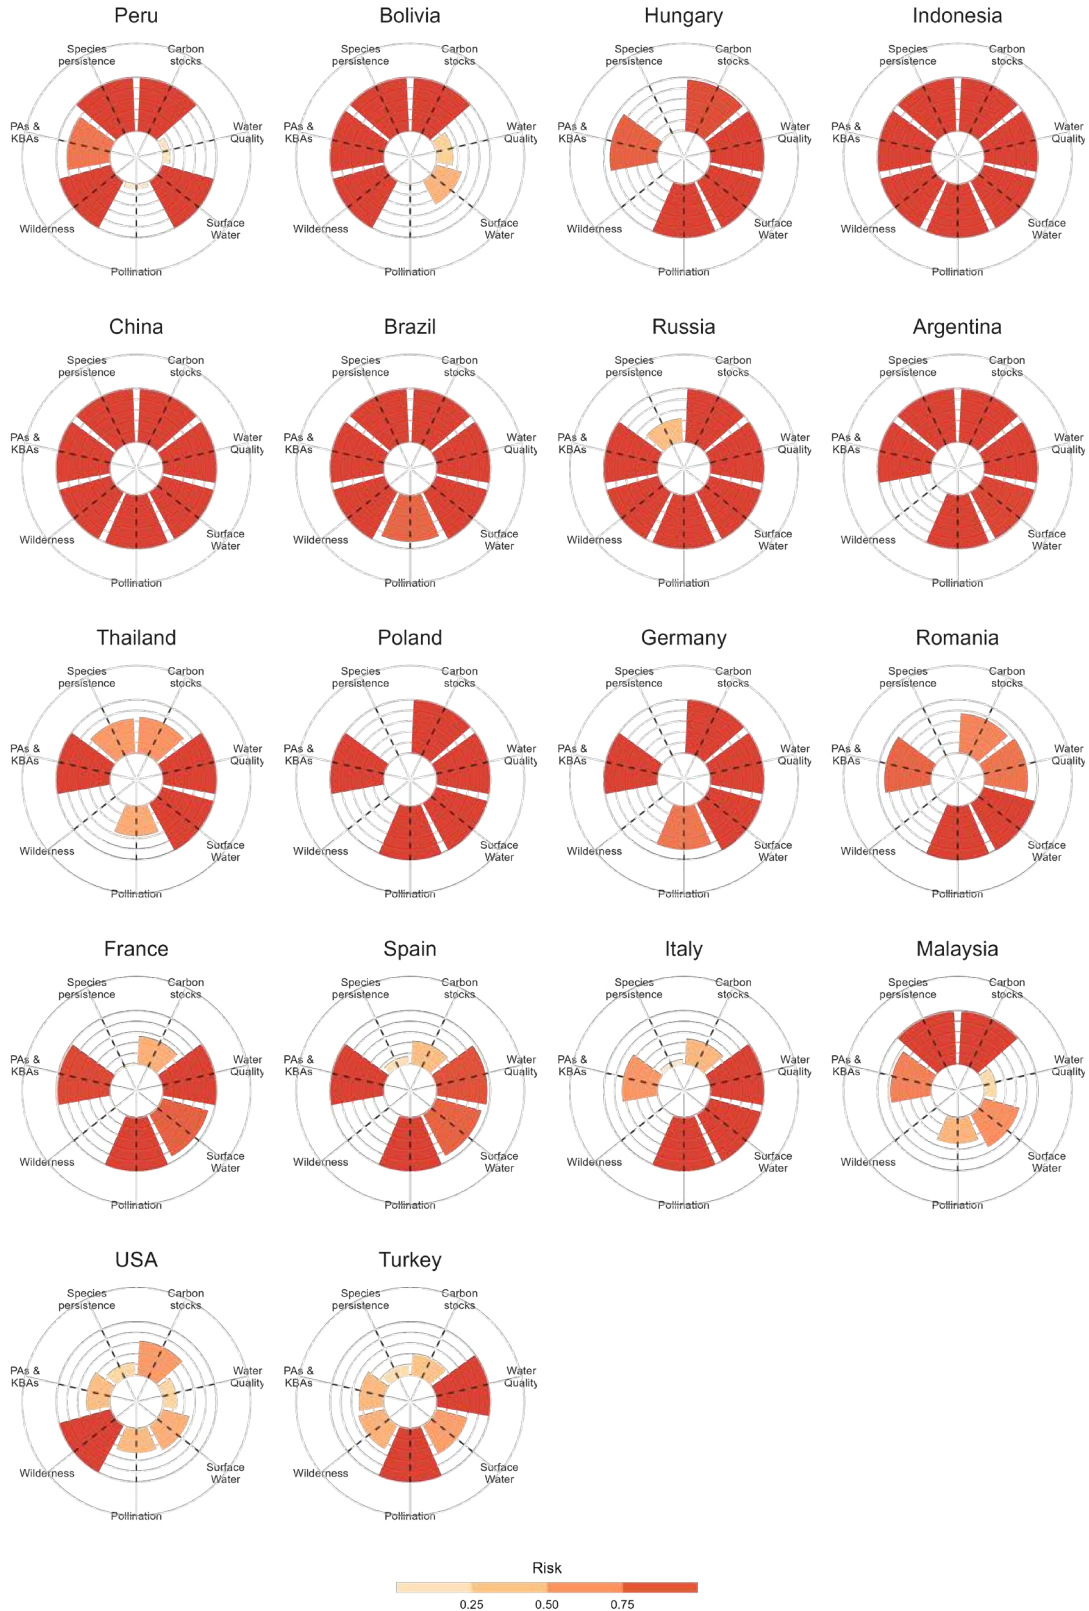 Peru
Species
persistence
Carbon
stocks
PAs &
KBAs
Water
Quality
Wilderness
Surface
Water
Pollination
Bolivia
Species
persistence
Carbon
stocks
PAs &
KBAs
Water
Quality
Wilderness
Surface
Water
Pollination
Hungary
Species
persistence
Carbon
stocks
PAs &
KBAs
Water
Quality
Wilderness
Surface
Water
Pollination
Indonesia
Species
persistence
Carbon
stocks
PAs &
KBAs
Water
Quality
Wilderness
Surface
Water
Pollination
China
Species
persistence
Carbon
stocks
PAs &
KBAs
Water
Quality
Wilderness
Surface
Water
Pollination
Brazil
Species
persistence
Carbon
stocks
PAs &
KBAs
Water
Quality
Wilderness
Surface
Water
Pollination
Russia
Species
persistence
Carbon
stocks
PAs &
KBAs
Water
Quality
Wilderness
Surface
Water
Pollination
Argentina
Species
persistence
Carbon
stocks
PAs &
KBAs
Water
Quality
Wilderness
Surface
Water
Pollination
Thailand
Species
persistence
Carbon
stocks
PAs &
KBAs
Water
Quality
Wilderness
Surface
Water
Pollination
Poland
Species
persistence
Carbon
stocks
PAs &
KBAs
Water
Quality
Wilderness
Surface
Water
Pollination
Germany
Species
persistence
Carbon
stocks
PAs &
KBAs
Water
Quality
Wilderness
Surface
Water
Pollination
Romania
Species
persistence
Carbon
stocks
PAs &
KBAs
Water
Quality
Wilderness
Surface
Water
Pollination
France
Species
persistence
Carbon
stocks
PAs &
KBAs
Water
Quality
Wilderness
Surface
Water
Pollination
Spain
Species
persistence
Carbon
stocks
PAs &
KBAs
Water
Quality
Wilderness
Surface
Water
Pollination
Italy
Species
persistence
Carbon
stocks
PAs &
KBAs
Water
Quality
Wilderness
Surface
Water
Pollination
Malaysia
Species
persistence
Carbon
stocks
PAs &
KBAs
Water
Quality
Wilderness
Surface
Water
Pollination
USA
Species
persistence
Carbon
stocks
PAs &
KBAs
Water
Quality
Wilderness
Surface
Water
Pollination
Turkey
Species
persistence
Carbon
stocks
PAs &
KBAs
Water
Quality
Wilderness
Surface
Water
Pollination
Risk
0.25 0.50 0.75